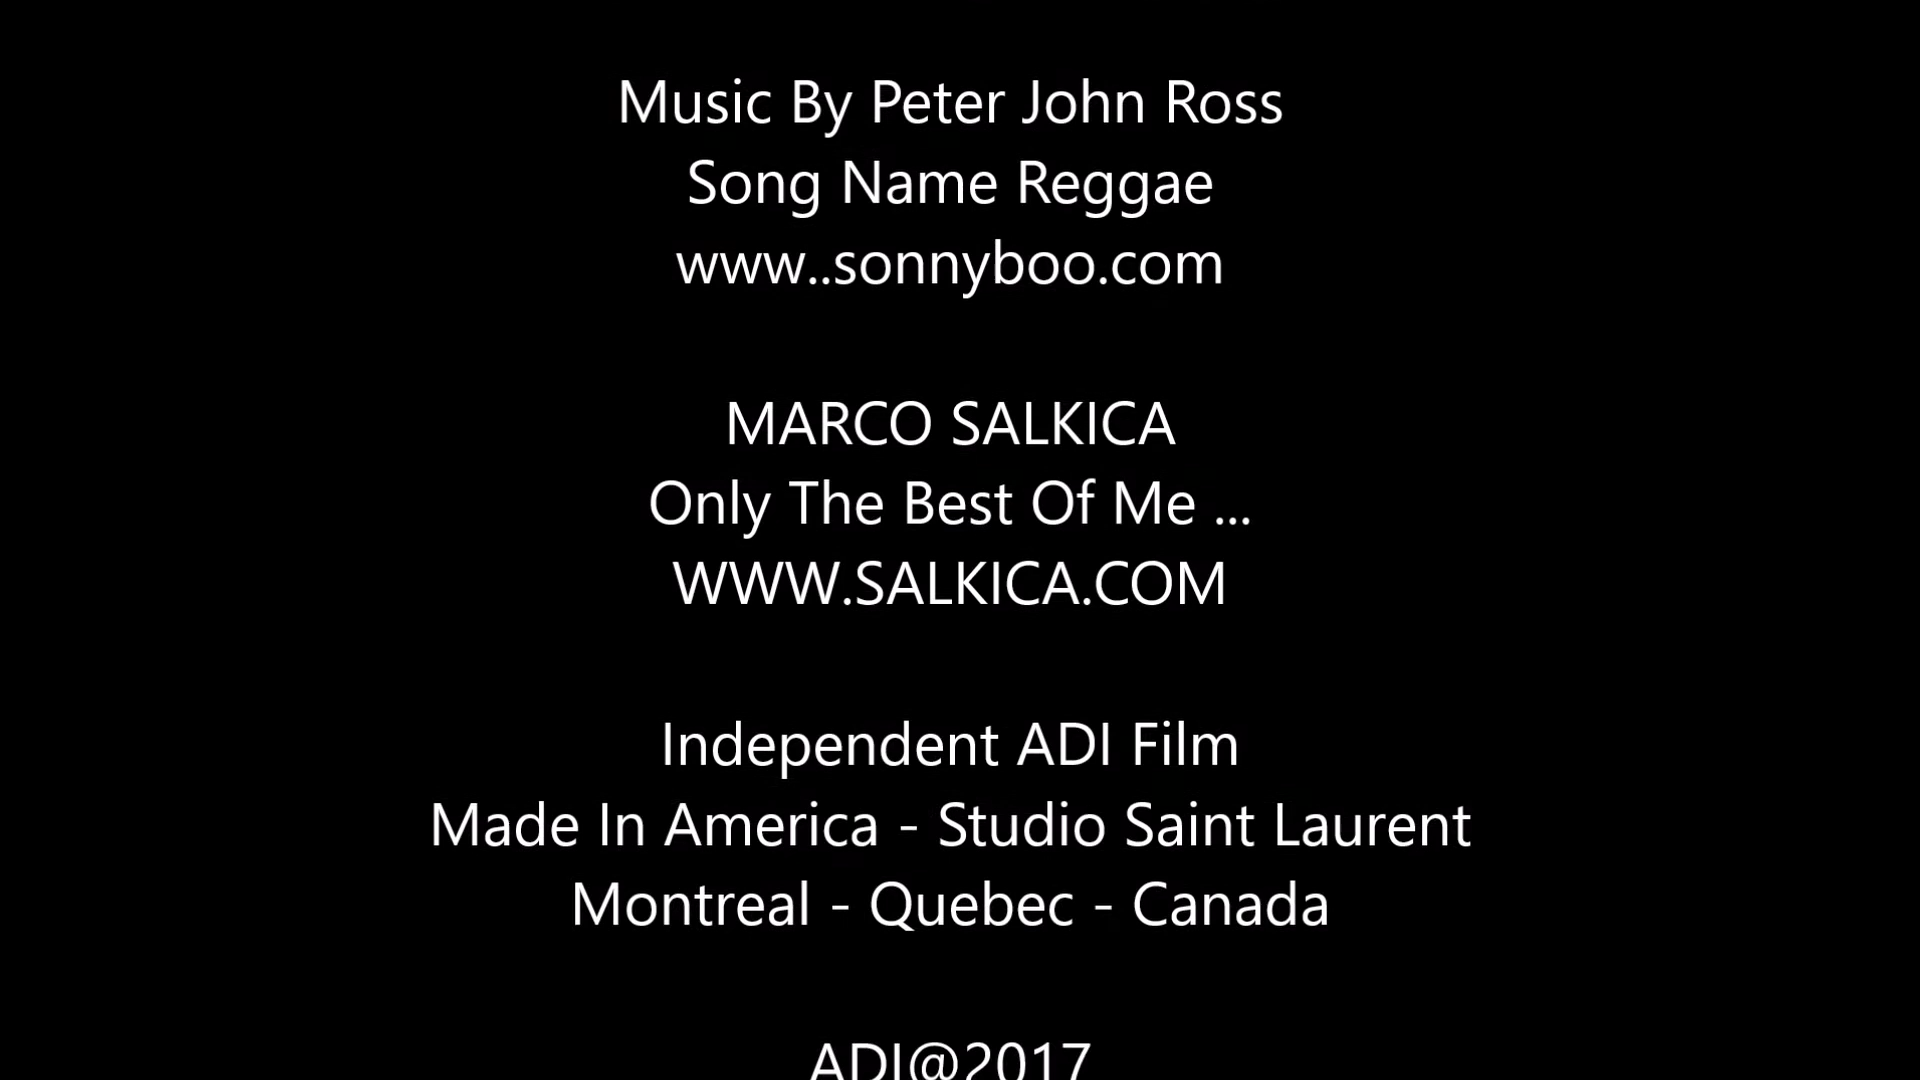 Music By Peter John Ross
Song Name Reggae
www..sonnyboo.com
MARCO SALKICA
Only The Best Of Me ...
WWW.SALKICA.COM
Independent ADI Film
Made In America - Studio Saint Laurent
Montreal - Quebec - Canada
ADI@2017